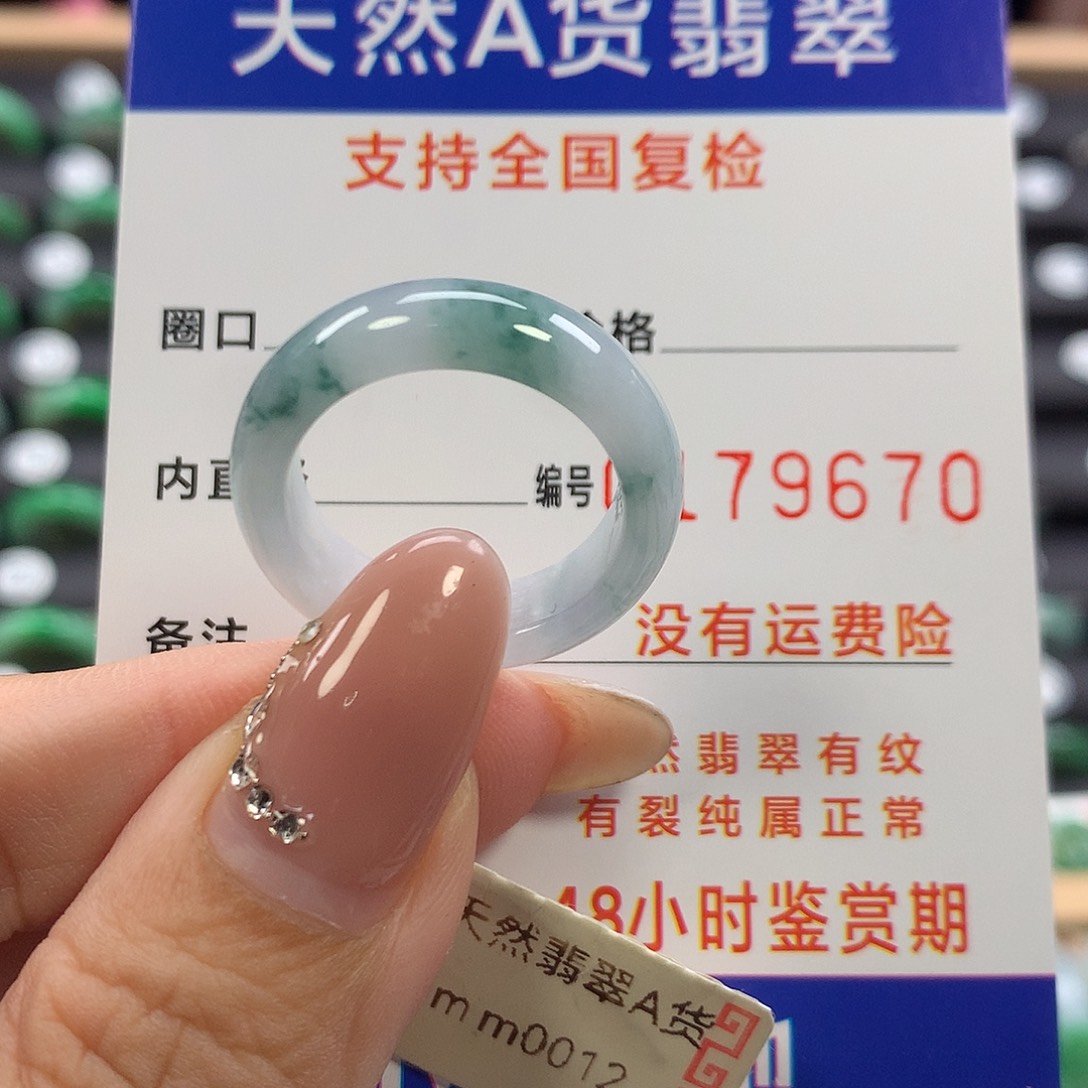 天然A货翡翠
支持全国复检
圈口 格
内直 编号 179670
备注 没有运费险
然翡翠有纹
有裂纯属正常
48小时鉴赏期
天然翡翠A货
mm0012